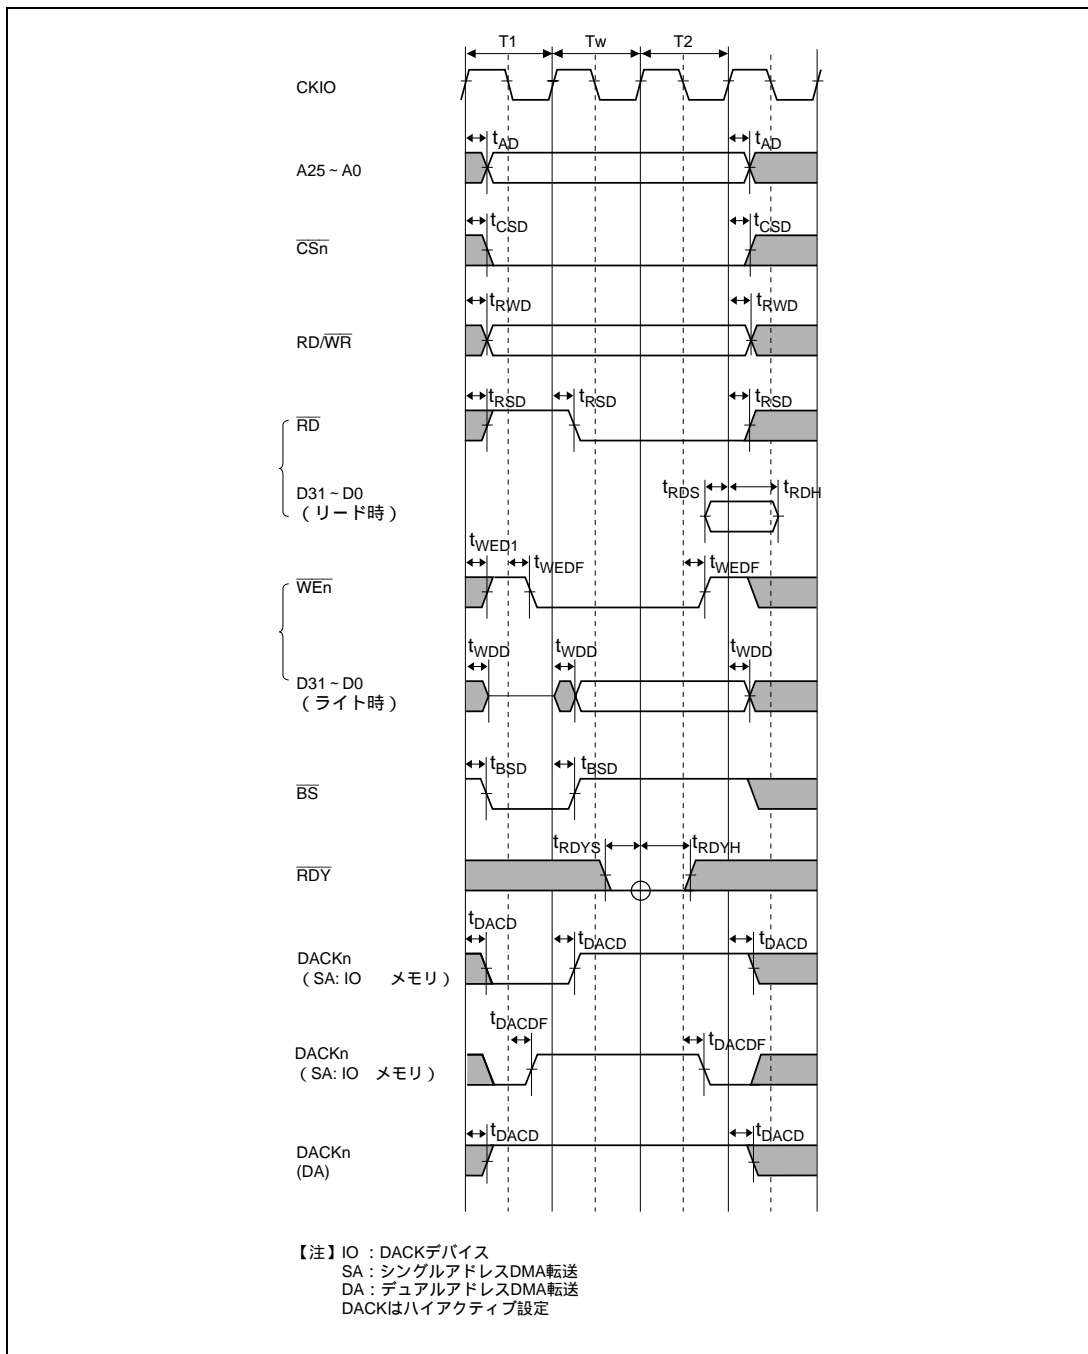 T1 Tw T2
CKIO
tAD tAD
A25 ~ A0
tCSD tCSD
CSn
tRWD tRWD
RD/WR
tRSD tRSD tRSD
RD
tRDS tRDH
D31 ~ D0
（リード時）
tWED1 tWEDF tWEDF
WEn
tWDD tWDD tWDD
D31 ~ D0
（ライト時）
tBSD tBSD
BS
tRDYS tRDYH
RDY
tDACD tDACD tDACD
DACKn
（SA: IO メモリ）
tDACDF tDACDF
DACKn
（SA: IO メモリ）
tDACD tDACD
DACKn
(DA)
【注】IO ：DACKデバイス
SA：シングルアドレスDMA転送
DA：デュアルアドレスDMA転送
DACKはハイアクティブ設定